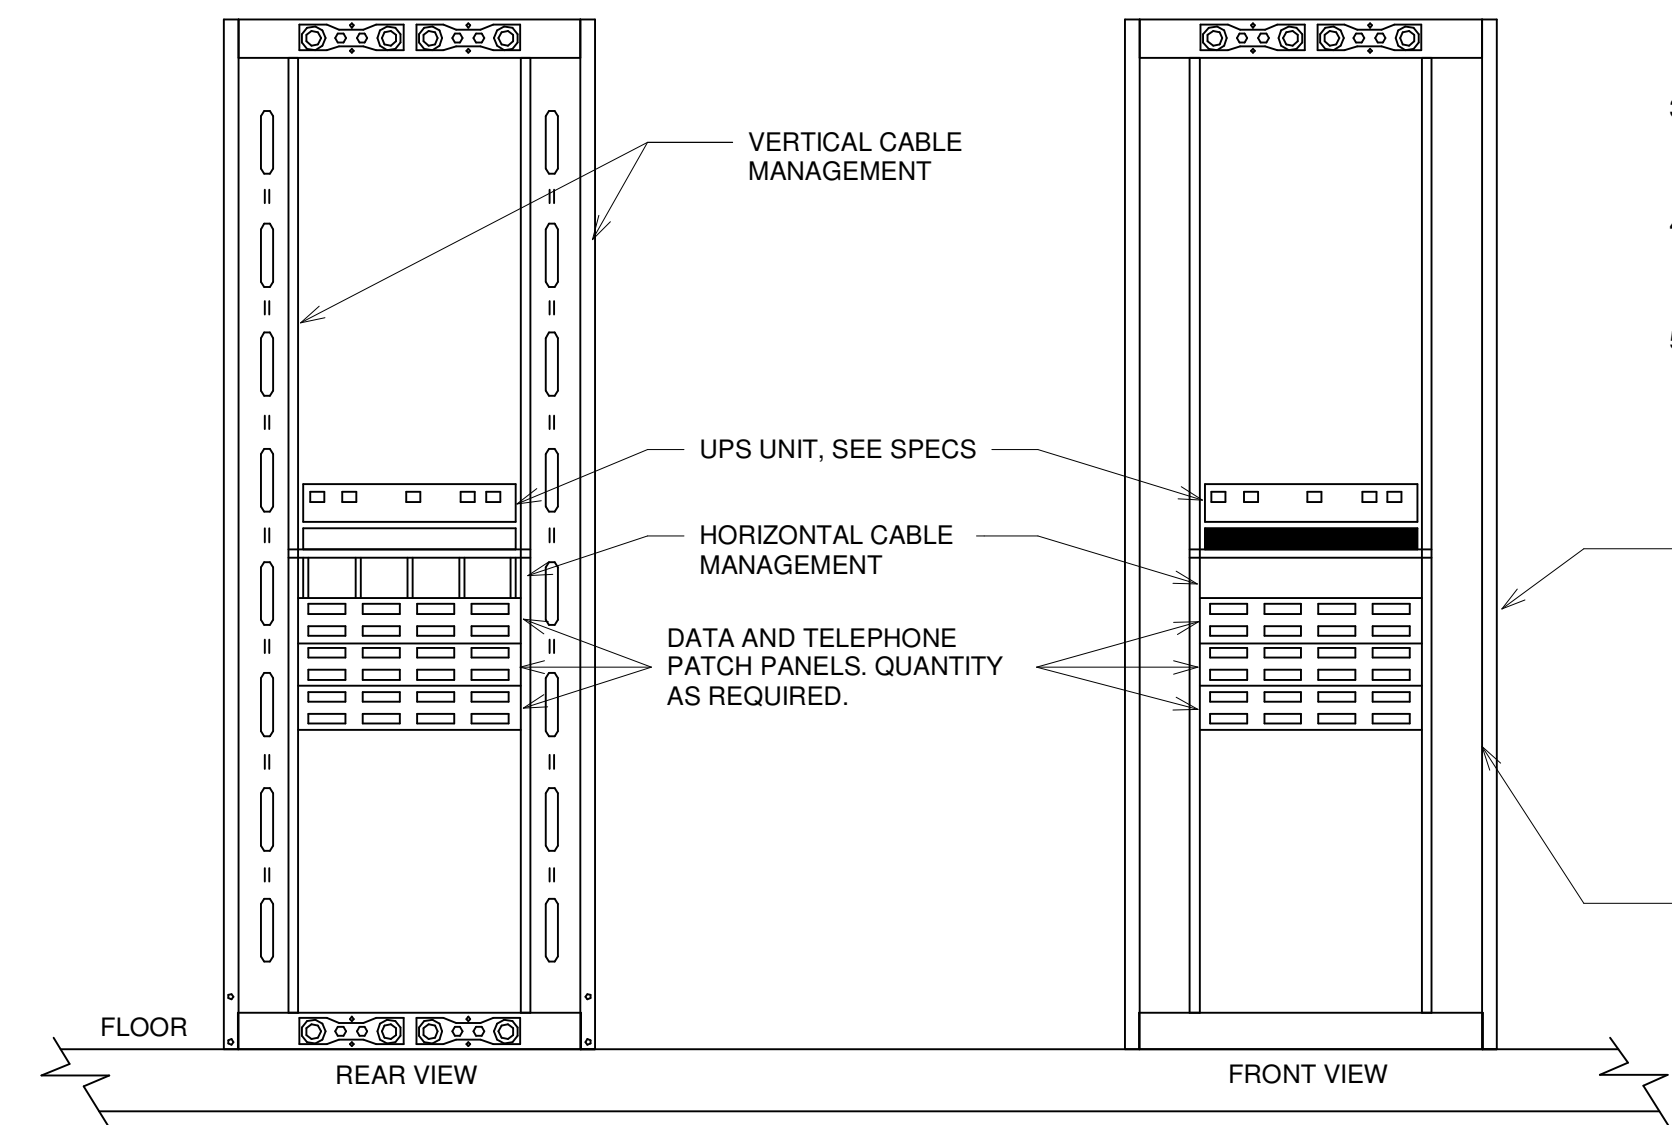 VERTICAL CABLE
MANAGEMENT
UPS UNIT, SEE SPECS
HORIZONTAL CABLE
MANAGEMENT
DATA AND TELEPHONE
PATCH PANELS. QUANTITY
AS REQUIRED.
FLOOR
REAR VIEW
FRONT VIEW